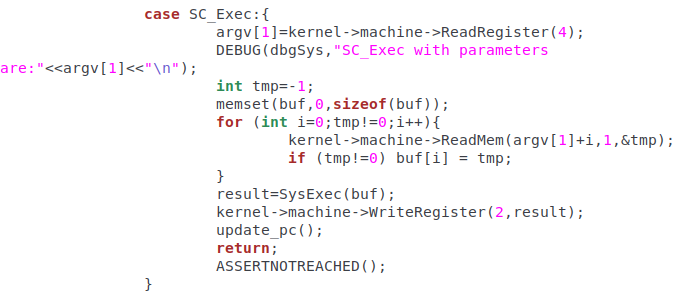 case SC_Exec:{
argv[1]=kernel->machine->ReadRegister(4);
DEBUG(dbgSys,"SC_Exec with parameters
are:"<<argv[1]<<"\n");
int tmp=-1;
memset(buf,0,sizeof(buf));
for (int i=0;tmp!=0;i++){
kernel->machine->ReadMem(argv[1]+i,1,&tmp);
if (tmp!=0) buf[i] = tmp;
}
result=SysExec(buf);
kernel->machine->WriteRegister(2,result);
update_pc();
return;
ASSERTNOTREACHED();
}